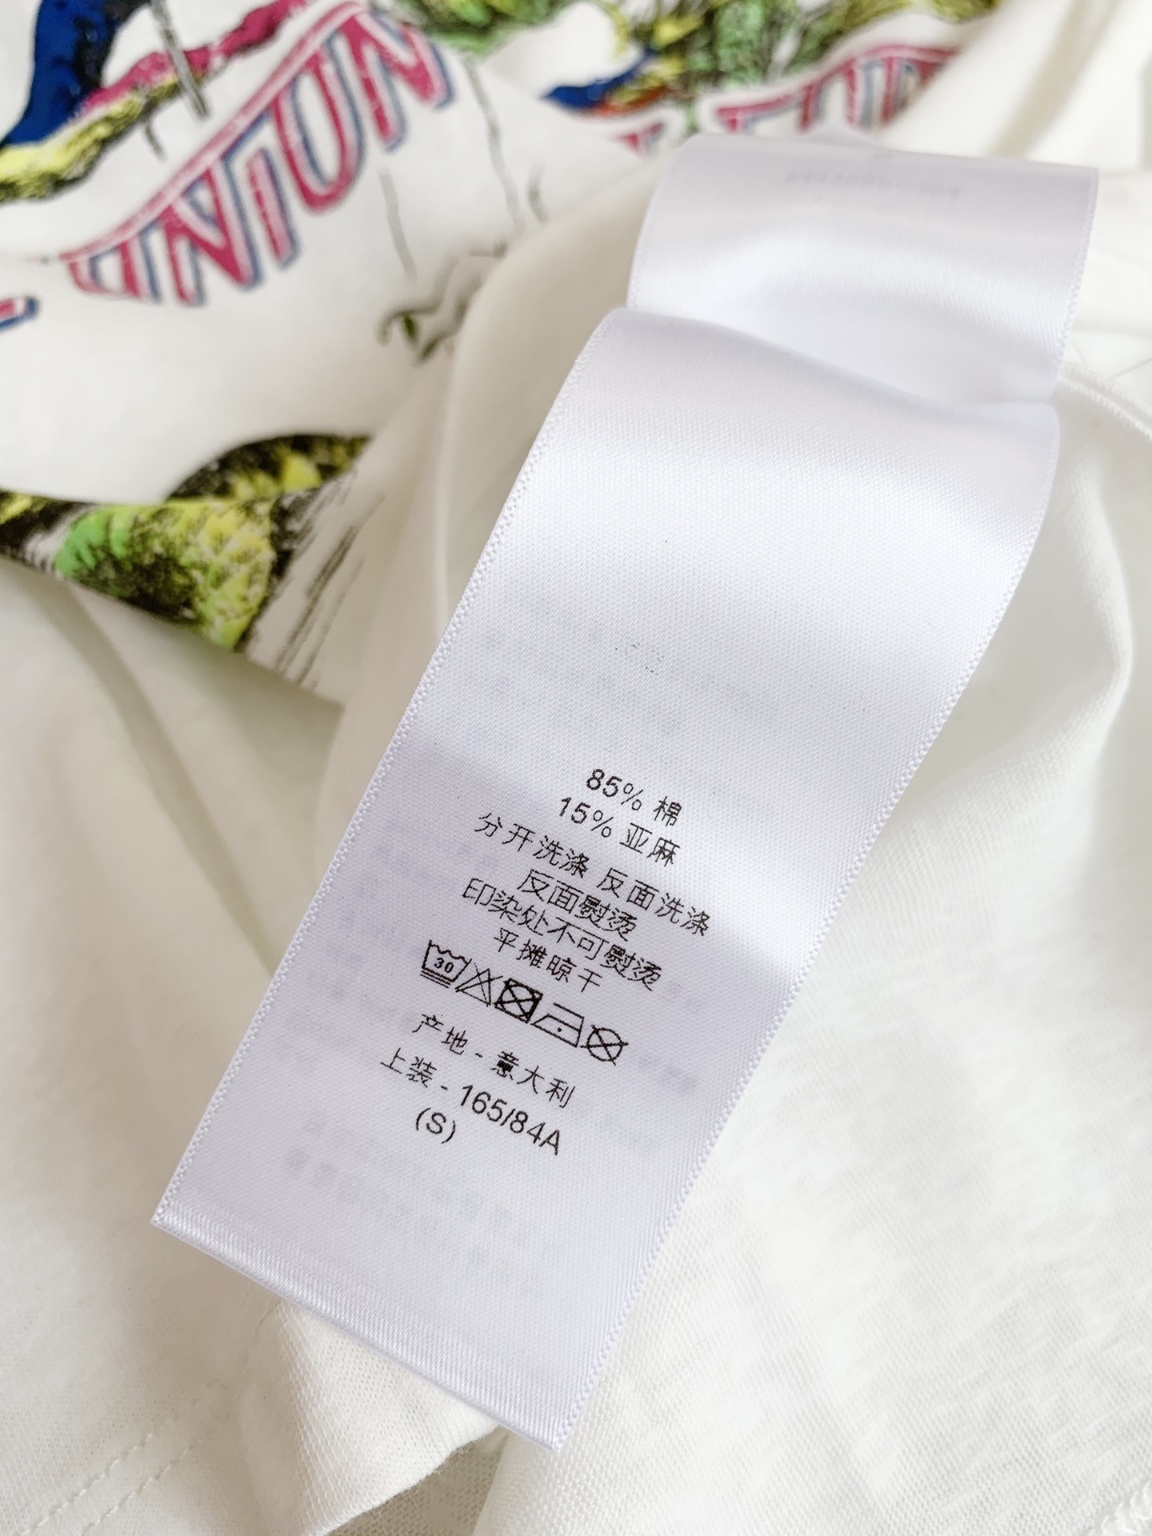 85% 棉
15% 亚麻
分开洗涤 反面洗涤
反面熨烫
印染处不可熨烫
平摊晾干
30
产地 - 意大利
上装 - 165/84A
(S)